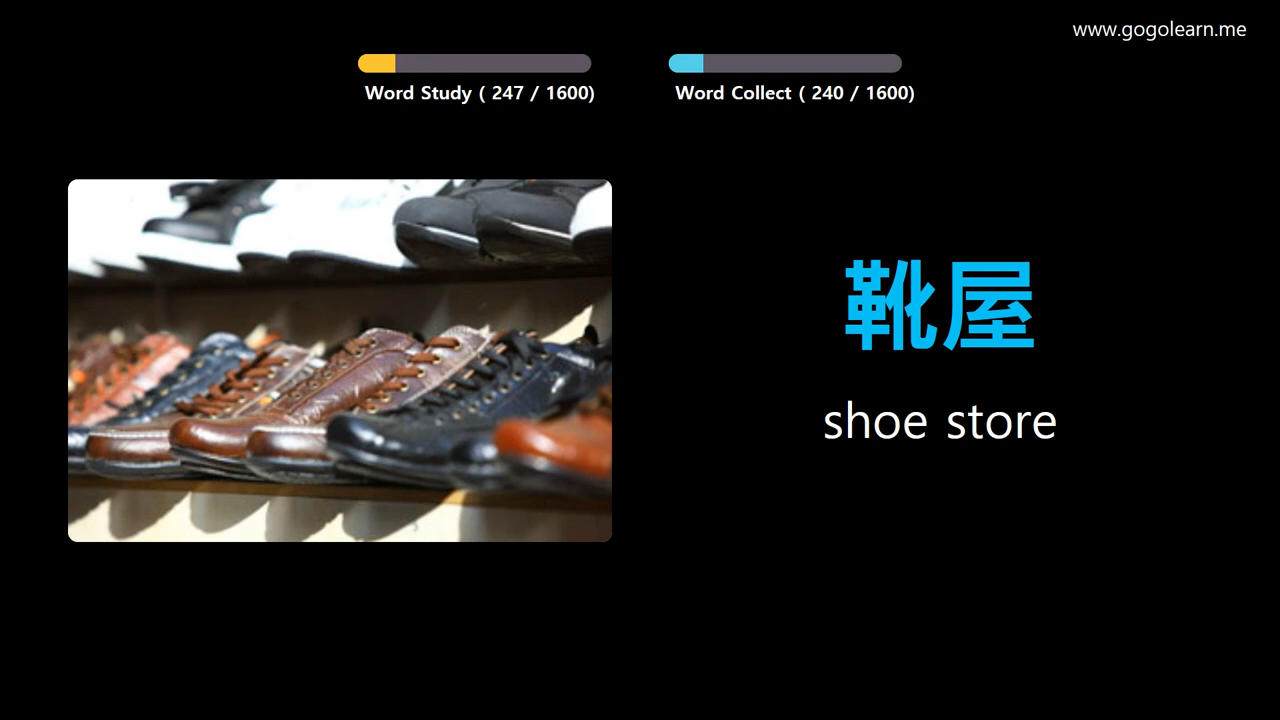 www.gogolearn.me
Word Study ( 247 / 1600)
Word Collect ( 240 / 1600)
靴屋
shoe store